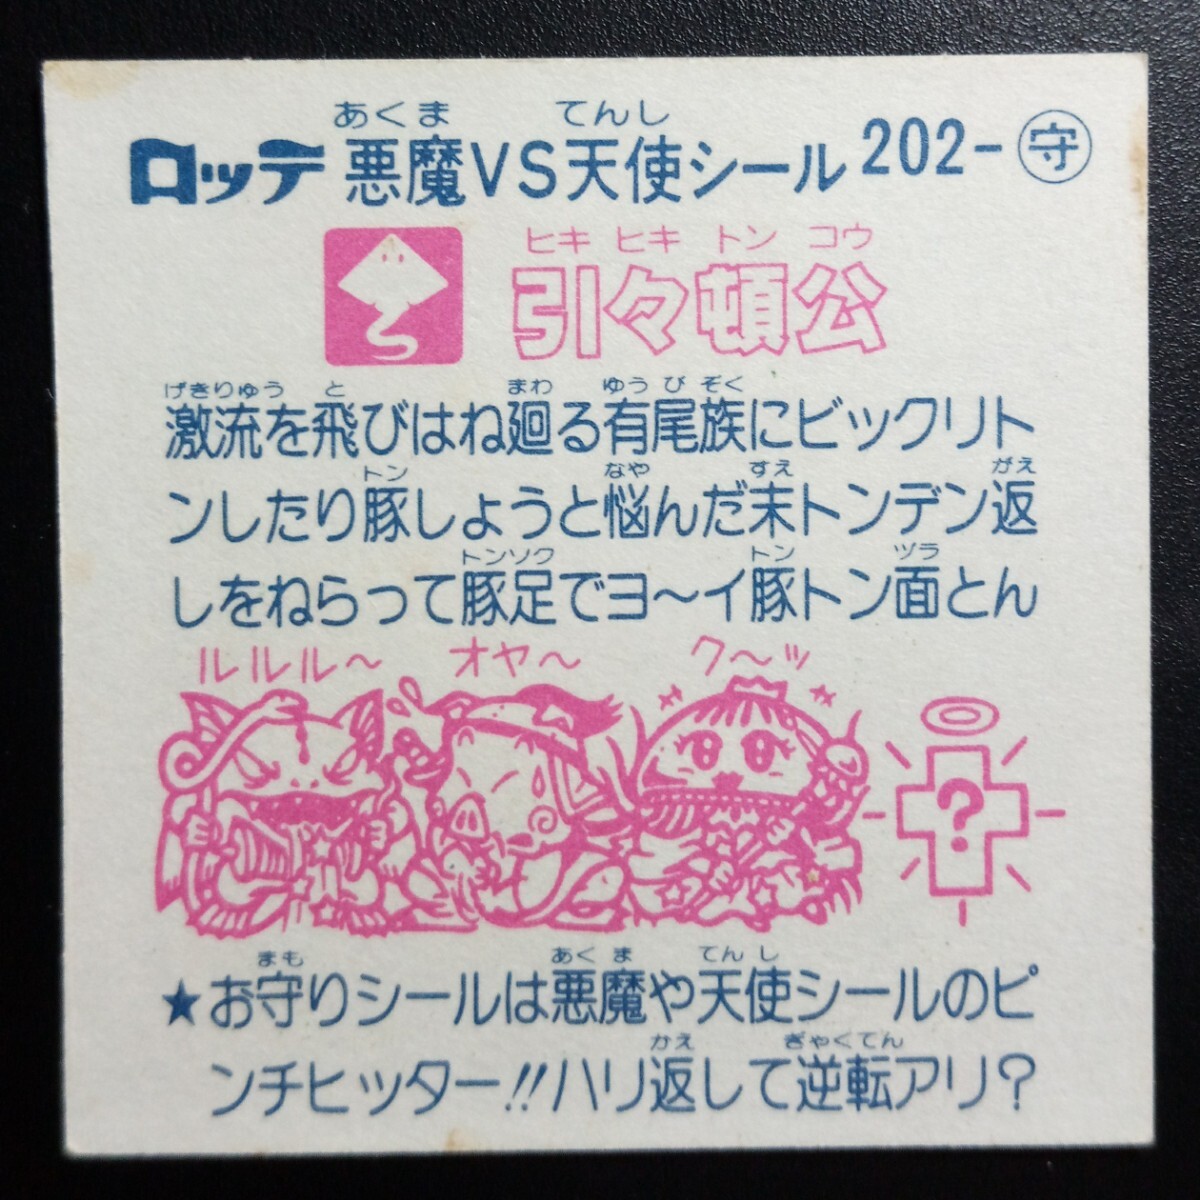 あくま てんし
ロッテ 悪魔VS天使シール 202-守
ヒキ ヒキ トン コウ
引々頓公
げきりゅう と まわ ゆう び ぞく
激流を飛びはね廻る有尾族にビックリト
トン なや すえ がえ
ンしたり豚しょうと悩んだ末トンデン返
トンソク トン ヅラ
しをねらって豚足でヨ〜イ豚トン面とん
ルルル〜 オヤ〜 ク〜ッ
?
まも あくま てんし
★お守りシールは悪魔や天使シールのピ
かえ ぎゃくてん
ンチヒッター!!ハリ返して逆転アリ?